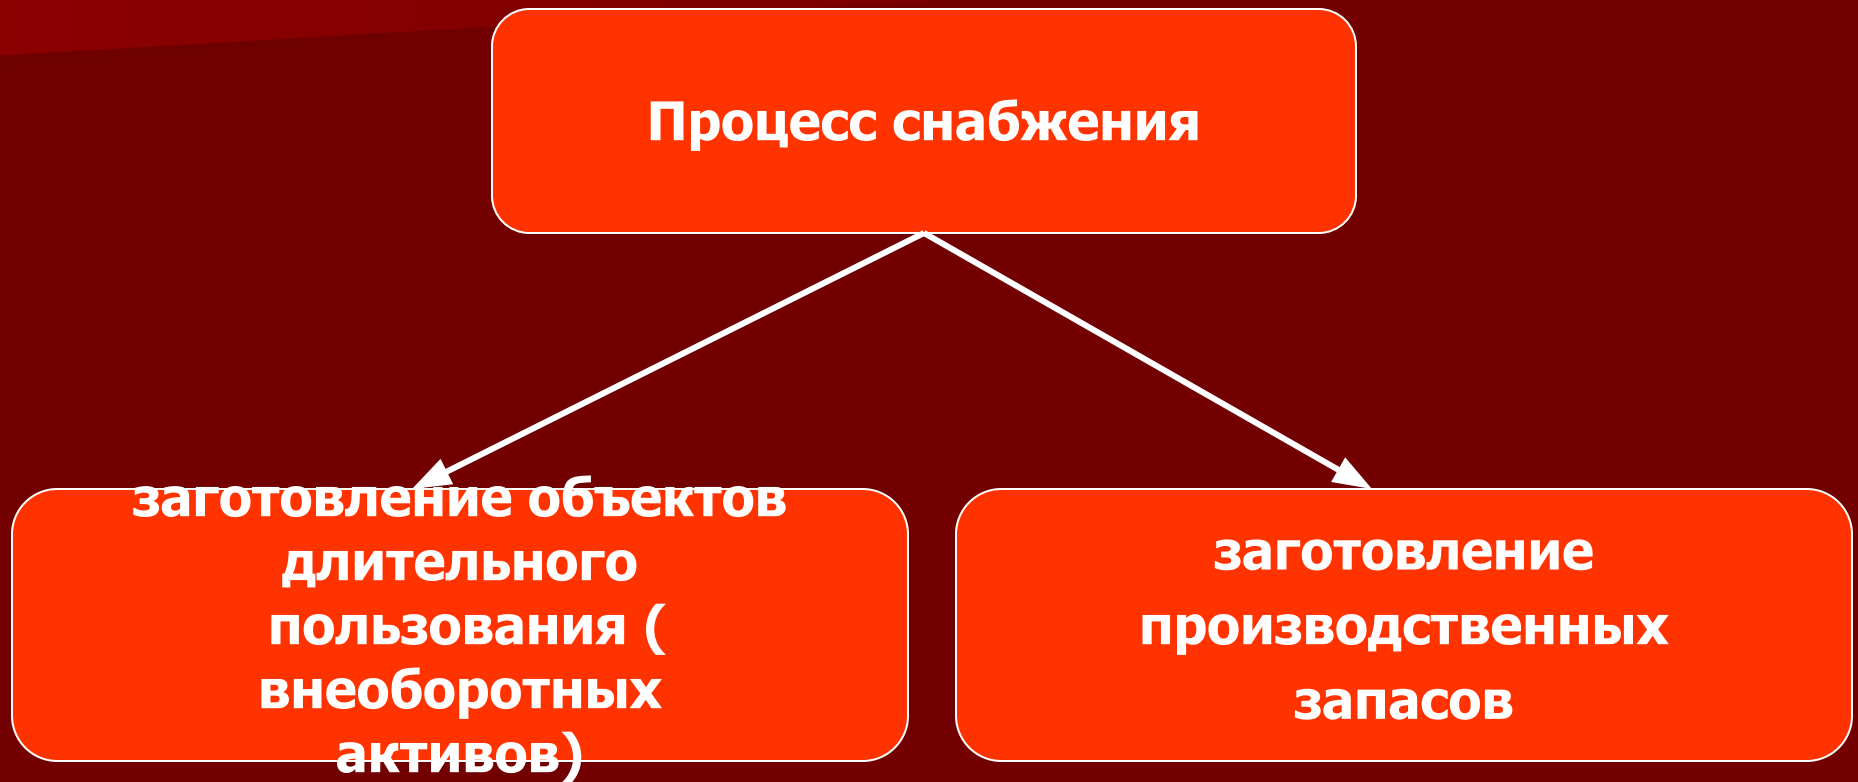 Процесс снабжения
заготовление объектов
длительного
пользования (
внеоборотных
активов)
заготовление
производственных
запасов